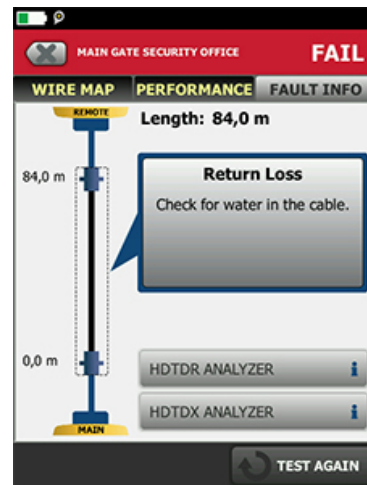 MAIN GATE SECURITY OFFICE
FAIL
WIRE MAP
PERFORMANCE
FAULT INFO
REMOTE
Length: 84,0 m
84,0 m
Return Loss
Check for water in the cable.
0,0 m
HDTDR ANALYZER
i
HDTDX ANALYZER
i
MAIN
TEST AGAIN